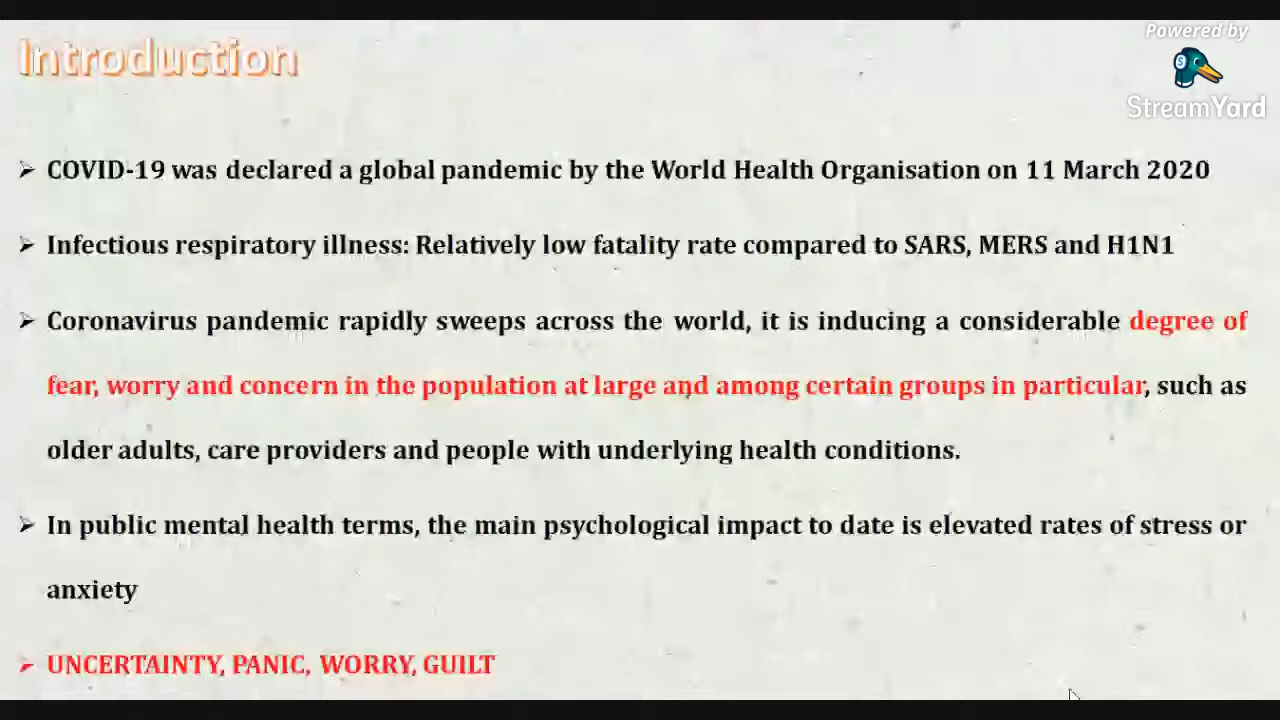 Introduction
Powered by
StreamYard
➢ COVID-19 was declared a global pandemic by the World Health Organisation on 11 March 2020
➢ Infectious respiratory illness: Relatively low fatality rate compared to SARS, MERS and H1N1
➢ Coronavirus pandemic rapidly sweeps across the world, it is inducing a considerable degree of
fear, worry and concern in the population at large and among certain groups in particular, such as
older adults, care providers and people with underlying health conditions.
➢ In public mental health terms, the main psychological impact to date is elevated rates of stress or
anxiety
➢ UNCERTAINTY, PANIC, WORRY, GUILT